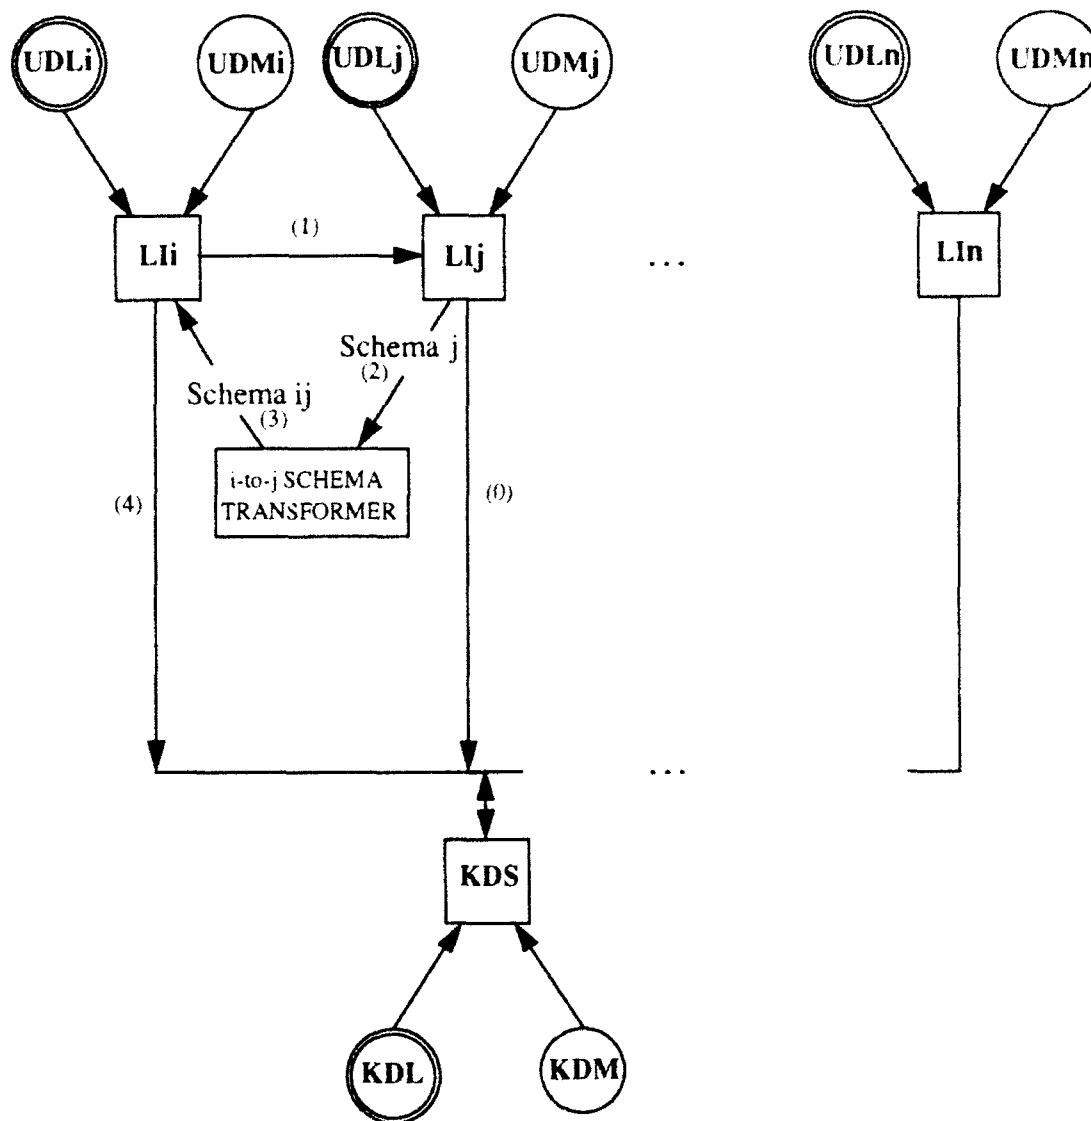 UDLi UDMi UDLj UDMj UDLn UDMn
(1)
LIi LIj ... LIn
Schema j
(2)
Schema ij
(3)
i-to-j SCHEMA
TRANSFORMER
(4) (0)
...
KDS
KDL KDM